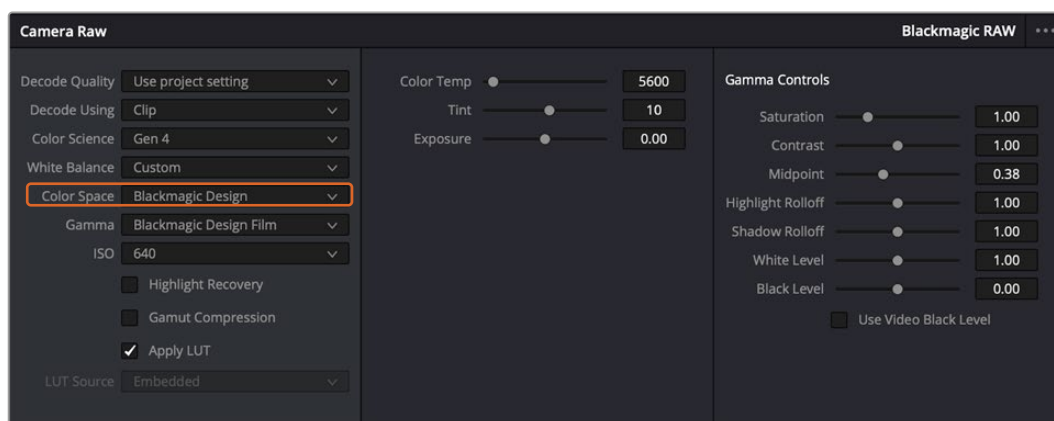 Camera Raw
Blackmagic RAW
Decode Quality Use project setting
Decode Using Clip
Color Science Gen 4
White Balance Custom
Color Space Blackmagic Design
Gamma Blackmagic Design Film
ISO 640
Highlight Recovery
Gamut Compression
Apply LUT
LUT Source Embedded
Color Temp 5600
Tint 10
Exposure 0.00
Gamma Controls
Saturation 1.00
Contrast 1.00
Midpoint 0.38
Highlight Rolloff 1.00
Shadow Rolloff 1.00
White Level 1.00
Black Level 0.00
Use Video Black Level